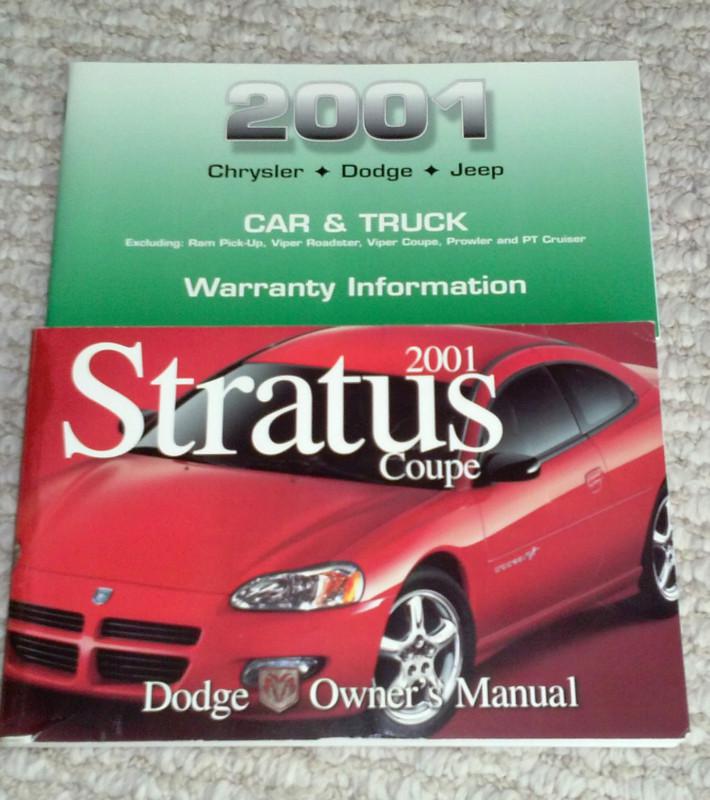 2001
Chrysler ✦ Dodge ✦ Jeep
CAR & TRUCK
Excluding: Ram Pick-Up, Viper Roadster, Viper Coupe, Prowler and PT Cruiser
Warranty Information
2001
Stratus
Coupe
Dodge Owner's Manual